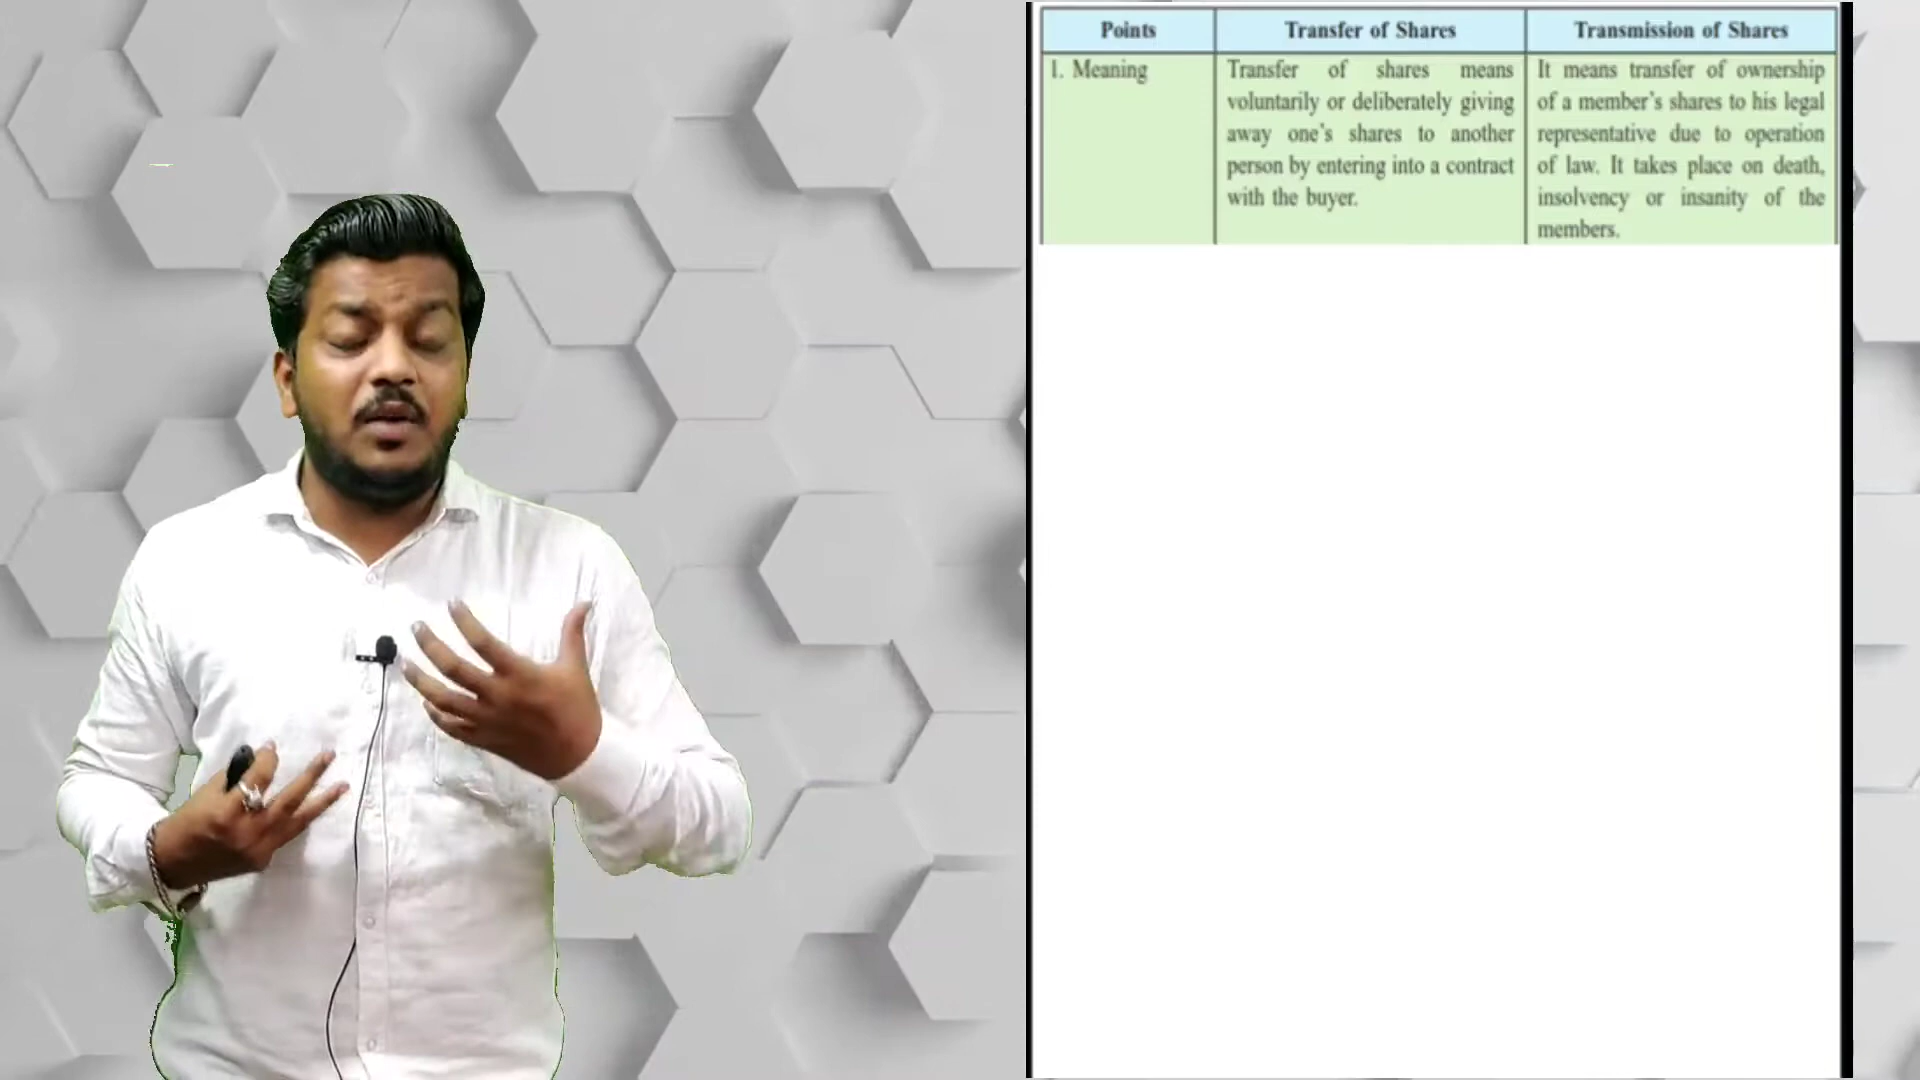 Points
Transfer of Shares
Transmission of Shares
1. Meaning
Transfer of shares means
voluntarily or deliberately giving
away one's shares to another
person by entering into a contract
with the buyer.
It means transfer of ownership
of a member's shares to his legal
representative due to operation
of law. It takes place on death,
insolvency or insanity of the
members.